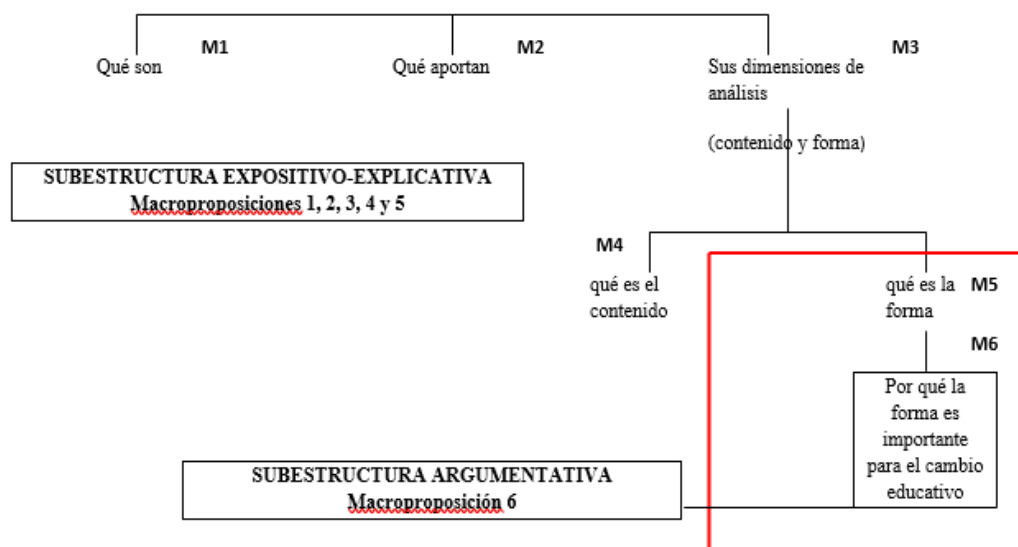 M1
Qué son
M2
Qué aportan
M3
Sus dimensiones de
análisis
(contenido y forma)
SUBESTRUCTURA EXPOSITIVO-EXPLICATIVA
Macroproposiciones 1, 2, 3, 4 y 5
M4
qué es el
contenido
qué es la M5
forma
M6
Por qué la
forma es
importante
para el cambio
educativo
SUBESTRUCTURA ARGUMENTATIVA
Macroproposición 6